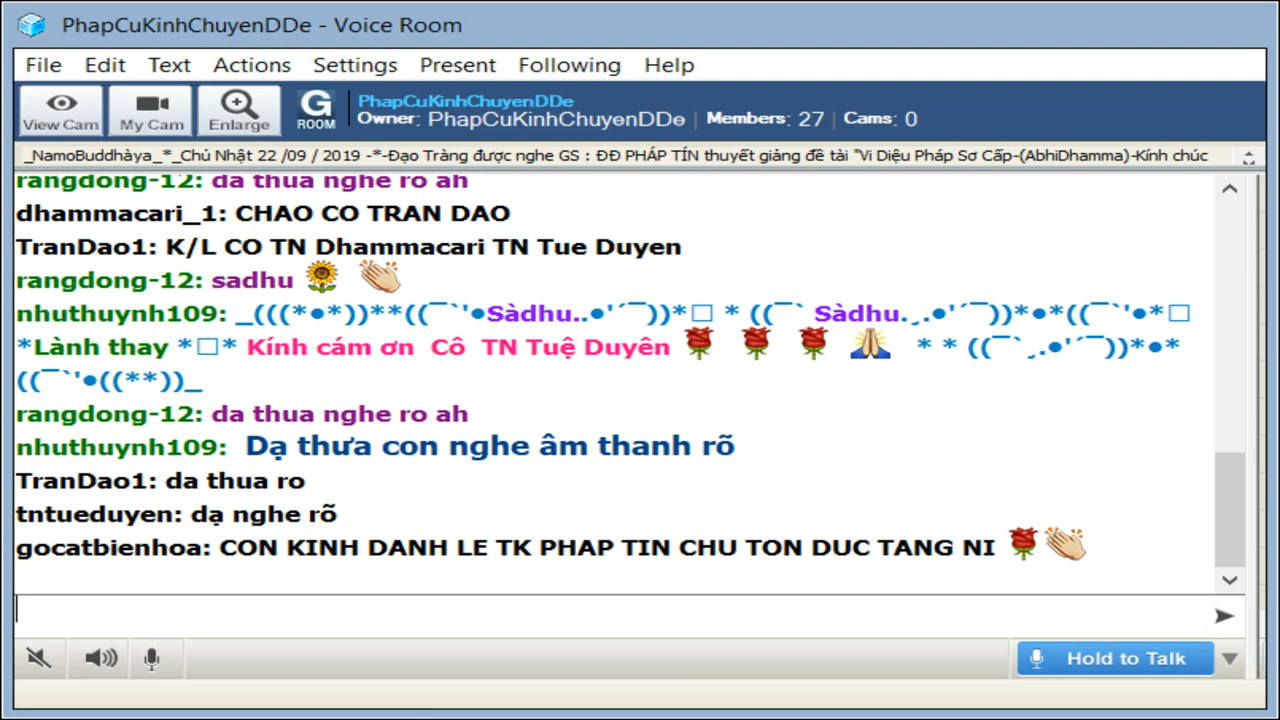 PhapCuKinhChuyenDDe - Voice Room
File Edit Text Actions Settings Present Following Help
View Cam My Cam Enlarge G ROOM PhapCuKinhChuyenDDe
Owner: PhapCuKinhChuyenDDe | Members: 27 | Cams: 0
_NamoBuddhàya_*_Chủ Nhật 22 /09 / 2019 -*-Đạo Tràng được nghe GS : ĐĐ PHÁP TÍN thuyết giảng đề tài "Vi Diệu Pháp Sơ Cấp-(AbhiDhamma)-Kính chúc
rangdong-12: da thua nghe ro ah
dhammacari_1: CHAO CO TRAN DAO
TranDao1: K/L CO TN Dhammacari TN Tue Duyen
rangdong-12: sadhu 🌻 👏
nhuthuynh109: _(((*•*))**((¯`'•Sàdhu..•'´¯))*□ * ((¯` Sàdhu.¸.•'´¯))*•*((¯`'•*□
*Lành thay *□* Kính cám ơn Cô TN Tuệ Duyên 🌹 🌹 🌹 🙏 * * ((¯`¸.•'´¯))*•*
((¯`'•((**))_
rangdong-12: da thua nghe ro ah
nhuthuynh109: Dạ thưa con nghe âm thanh rõ
TranDao1: da thua ro
tntueduyen: dạ nghe rõ
gocatbienhoa: CON KINH DANH LE TK PHAP TIN CHU TON DUC TANG NI 🌹👏
Hold to Talk